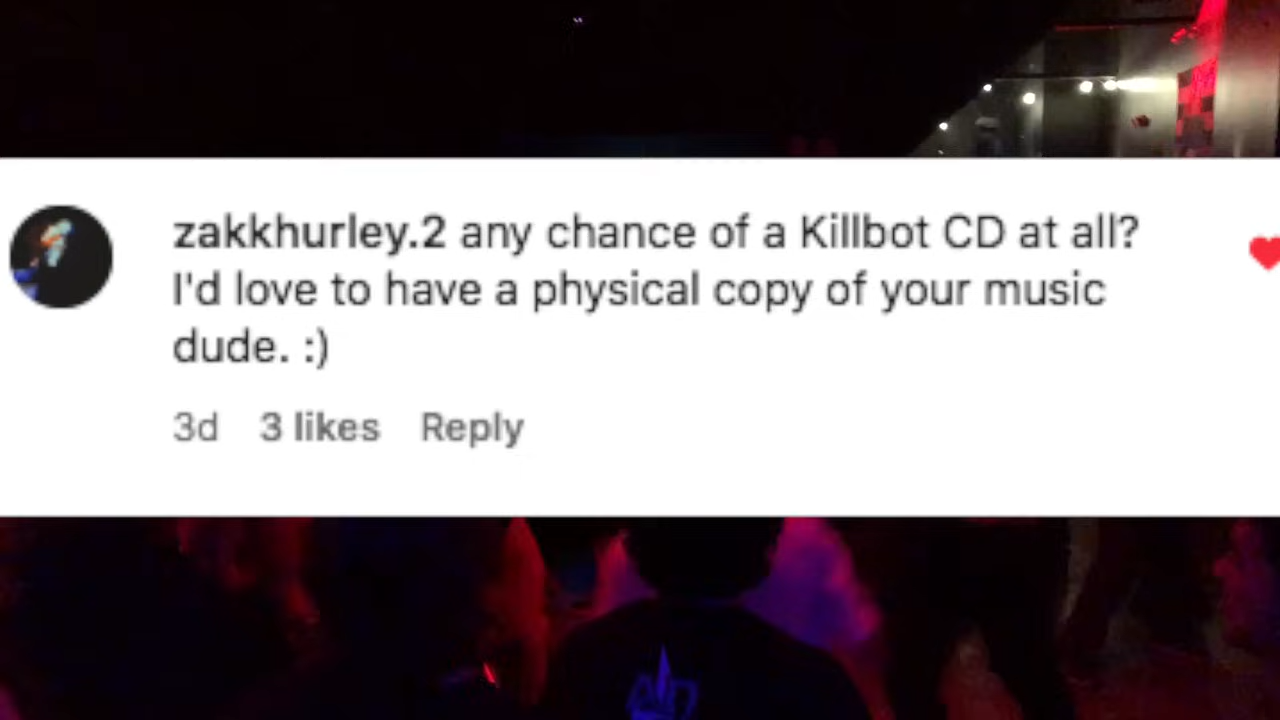 zakkhurley.2 any chance of a Killbot CD at all?
I'd love to have a physical copy of your music
dude. :)
3d 3 likes Reply